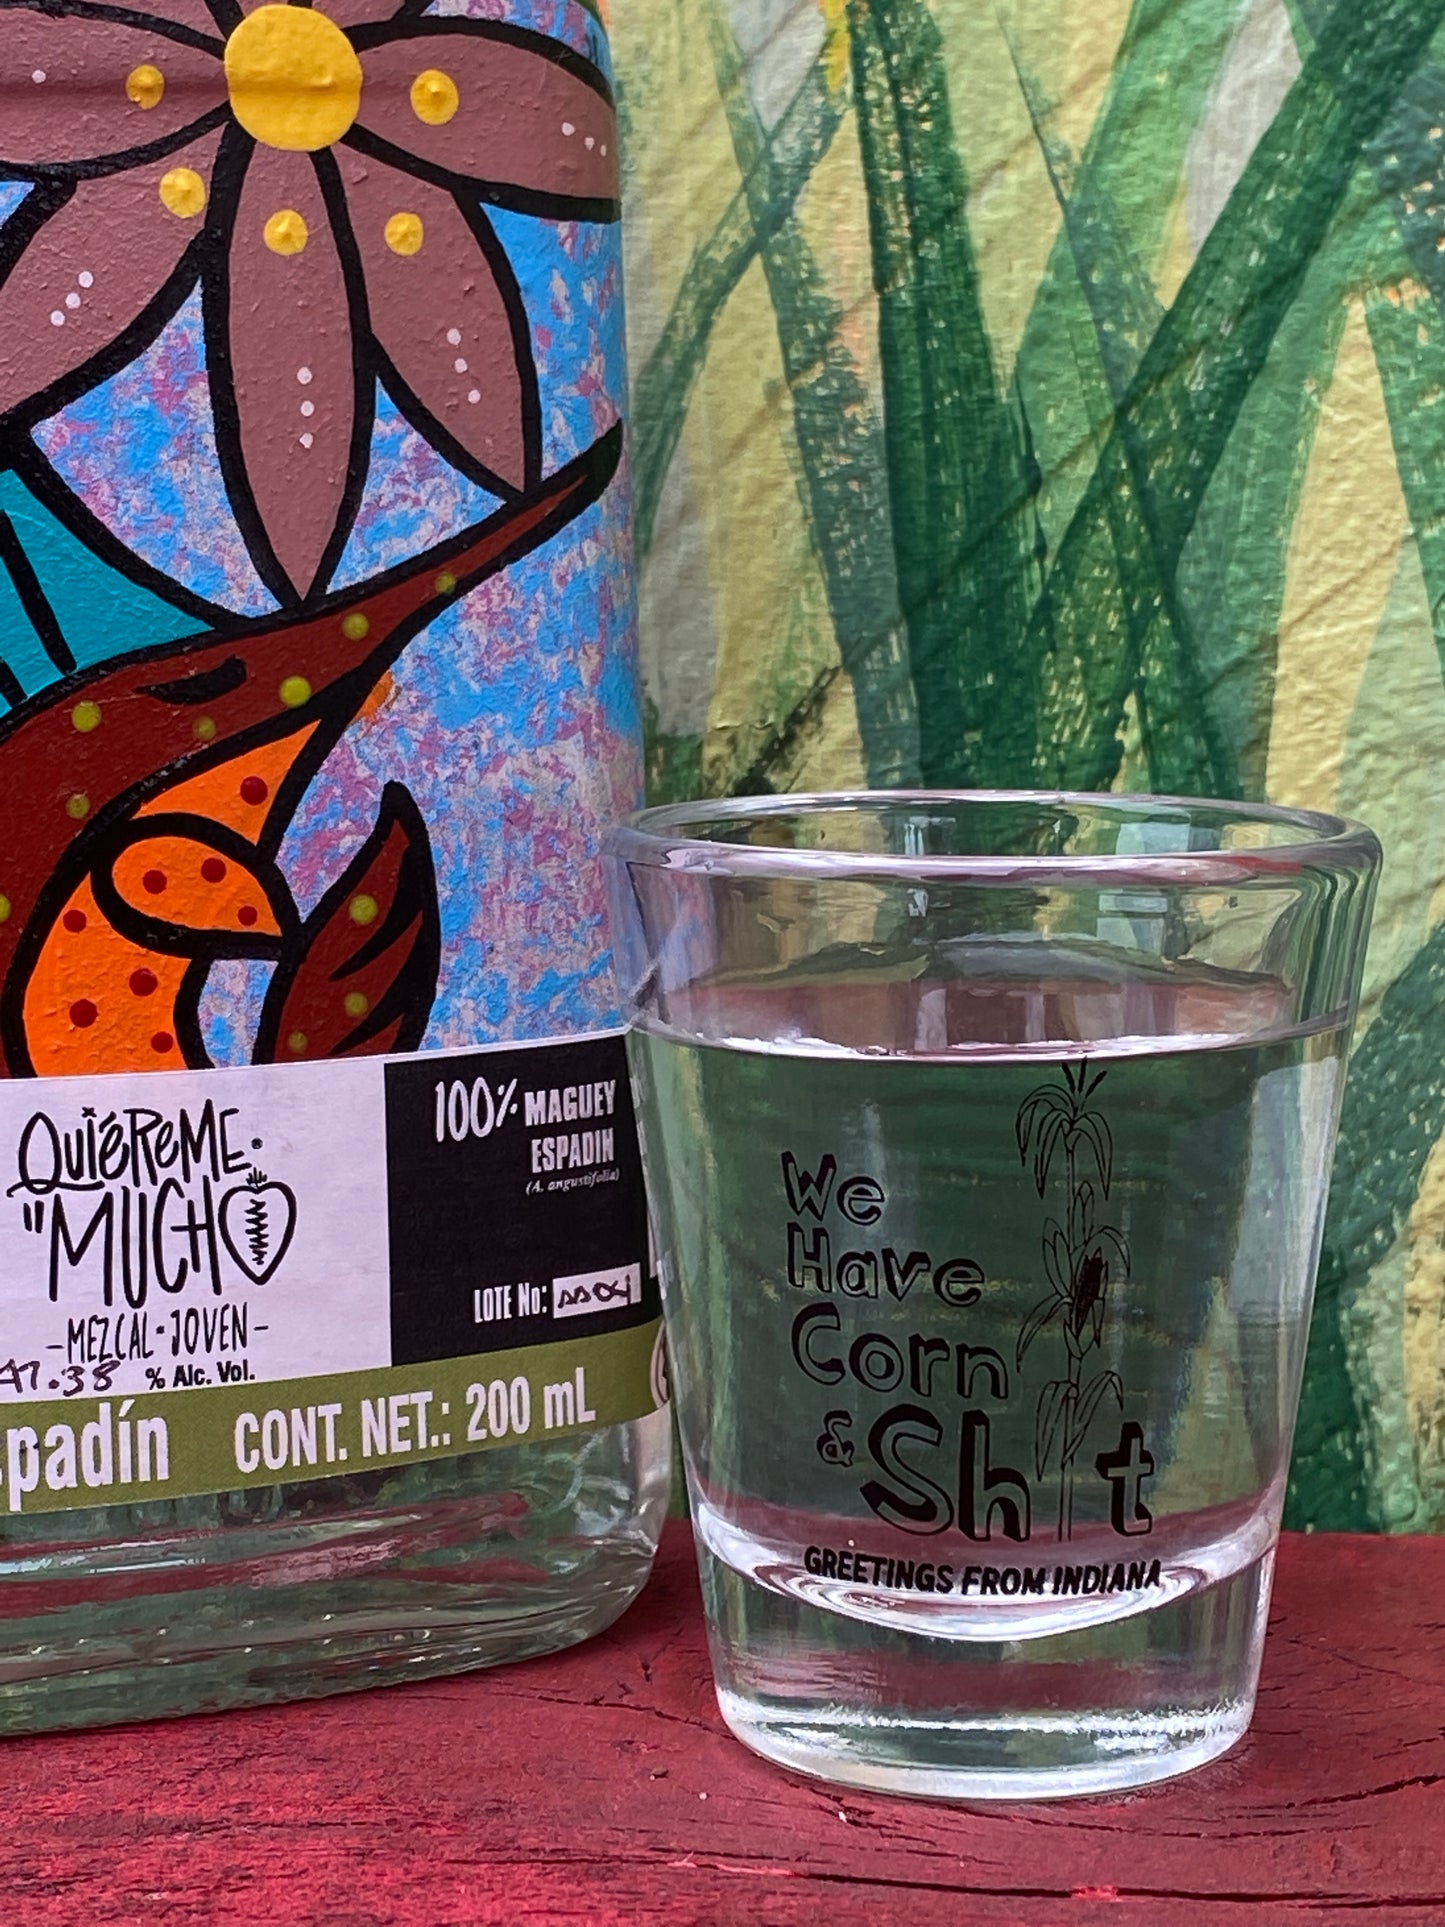 QuiéReME
"MUCHO
-MEZCAL·JOVEN-
47.38 % Alc. Vol.
100% MAGUEY
ESPADIN
(A. angustifolia)
LOTE No:
spadín CONT. NET.: 200 mL
We
Have
Corn
& Sh t
GREETINGS FROM INDIANA